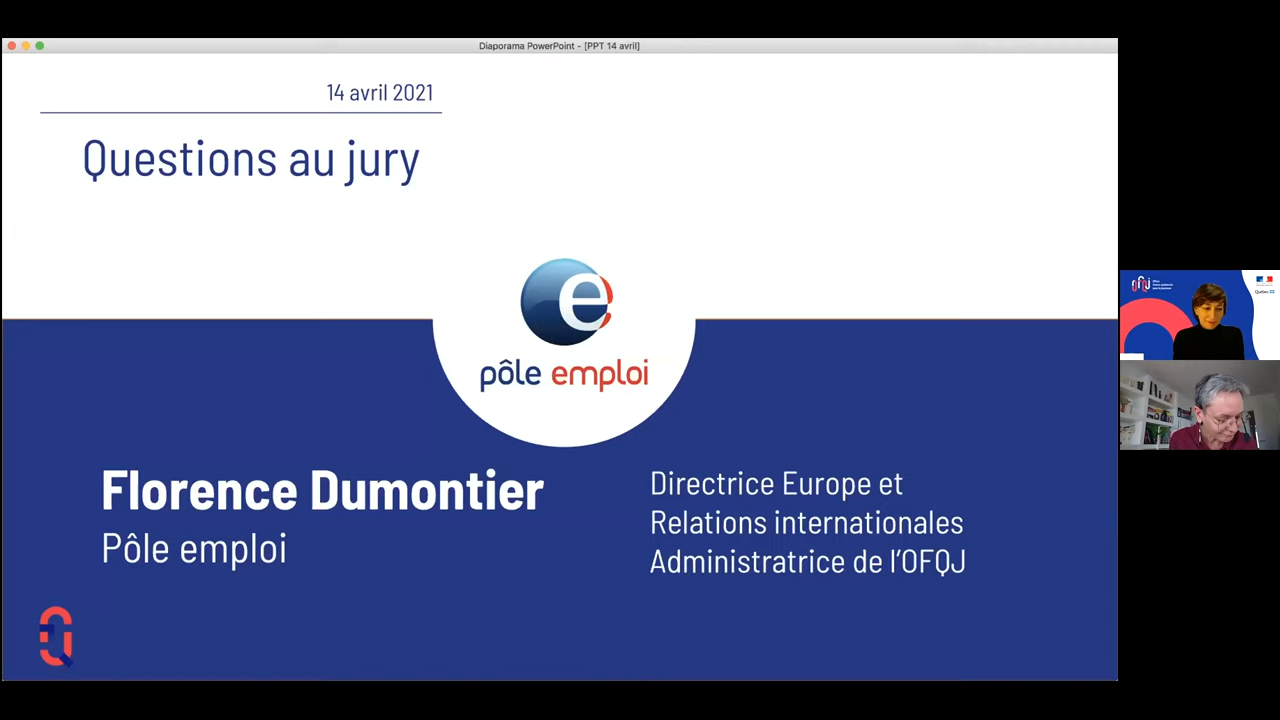 Diaporama PowerPoint - [PPT 14 avril]
14 avril 2021
Questions au jury
pôle emploi
Florence Dumontier
Pôle emploi
Directrice Europe et
Relations internationales
Administratrice de l'OFQJ